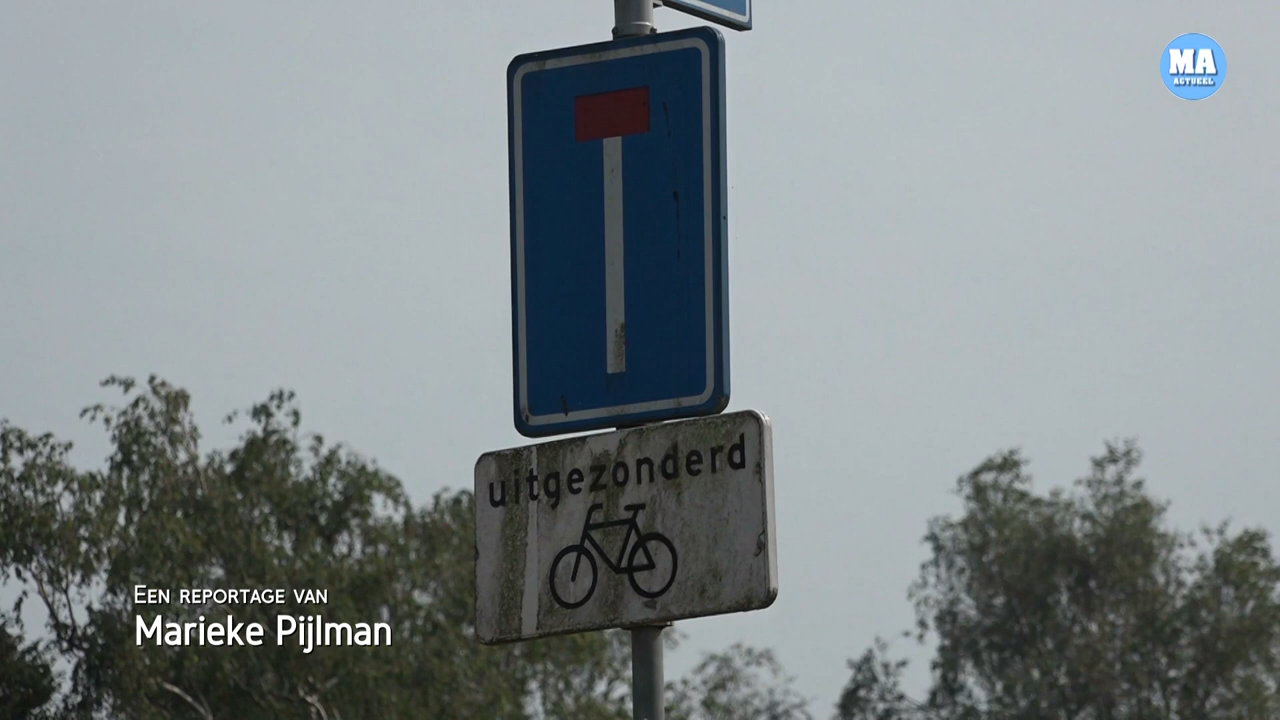 MA
ACTUEEL
uitgezonderd
Een reportage van
Marieke Pijlman